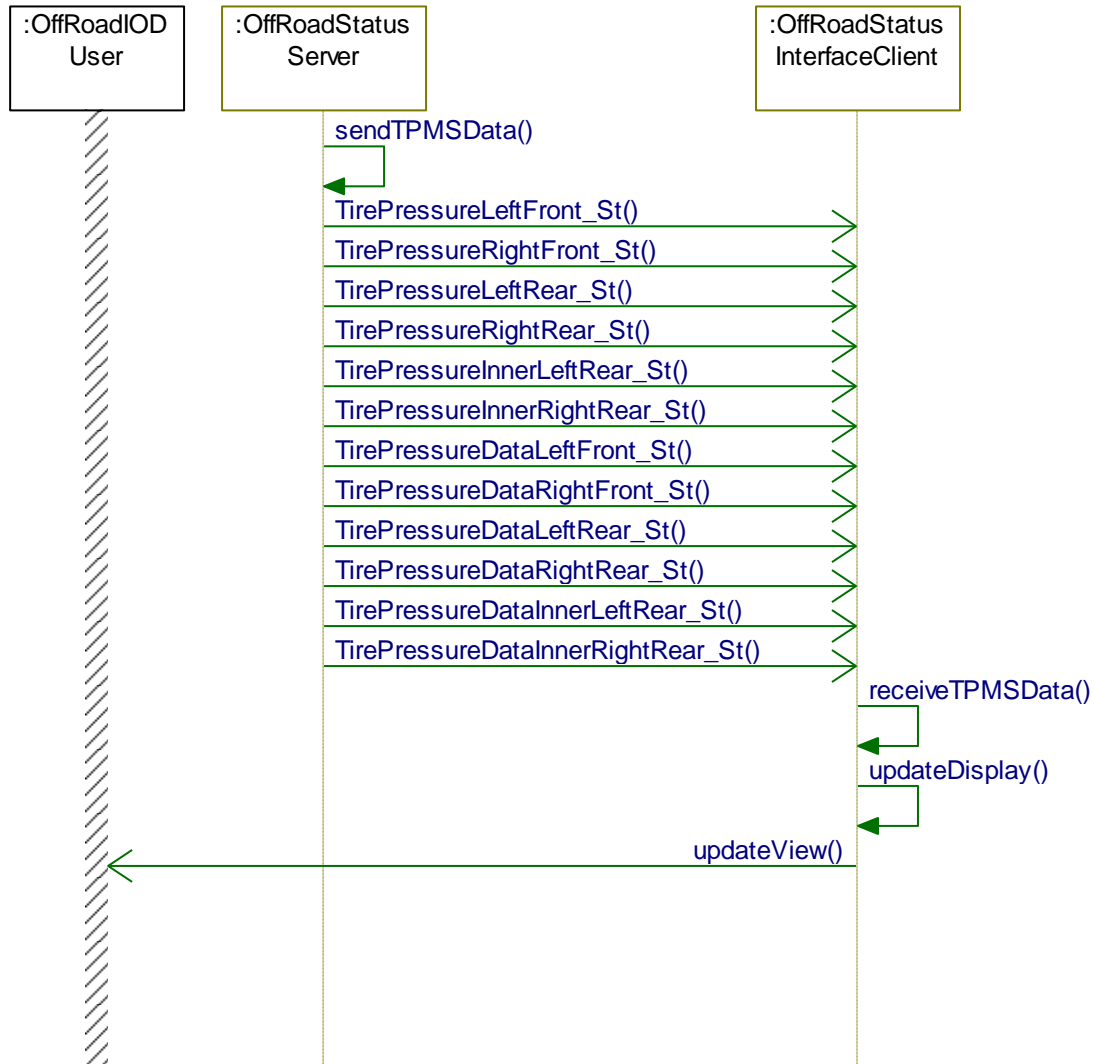 :OffRoadIOD
User
:OffRoadStatus
Server
:OffRoadStatus
InterfaceClient
sendTPMSData()
TirePressureLeftFront_St()
TirePressureRightFront_St()
TirePressureLeftRear_St()
TirePressureRightRear_St()
TirePressureInnerLeftRear_St()
TirePressureInnerRightRear_St()
TirePressureDataLeftFront_St()
TirePressureDataRightFront_St()
TirePressureDataLeftRear_St()
TirePressureDataRightRear_St()
TirePressureDataInnerLeftRear_St()
TirePressureDataInnerRightRear_St()
receiveTPMSData()
updateDisplay()
updateView()